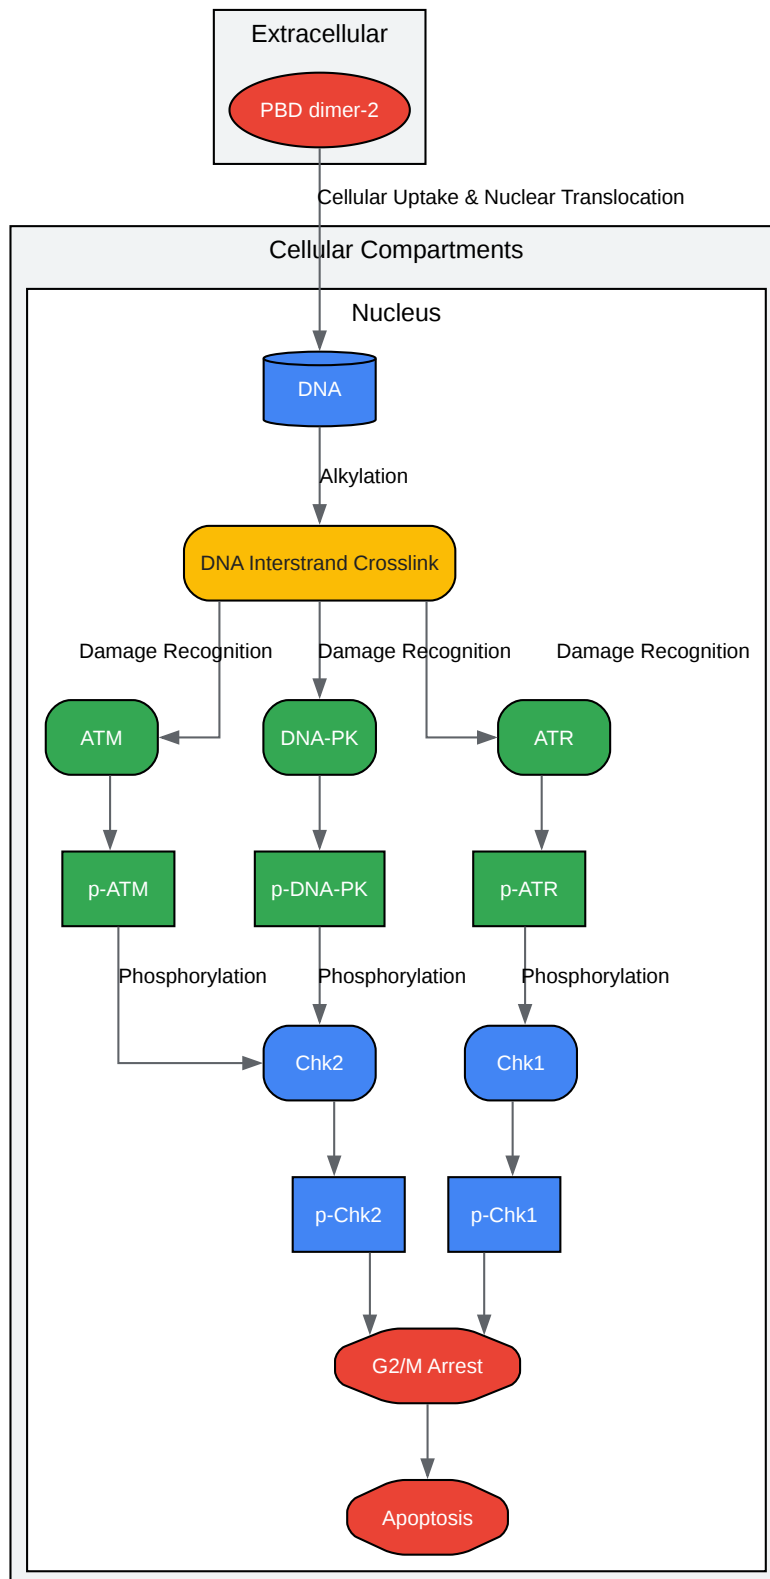 Extracellular
PBD dimer-2
Cellular Uptake & Nuclear Translocation
Cellular Compartments
Nucleus
DNA
Alkylation
DNA Interstrand Crosslink
Damage Recognition
Damage Recognition
Damage Recognition
ATM
DNA-PK
ATR
p-ATM
p-DNA-PK
p-ATR
Phosphorylation
Phosphorylation
Phosphorylation
Chk2
Chk1
p-Chk2
p-Chk1
G2/M Arrest
Apoptosis